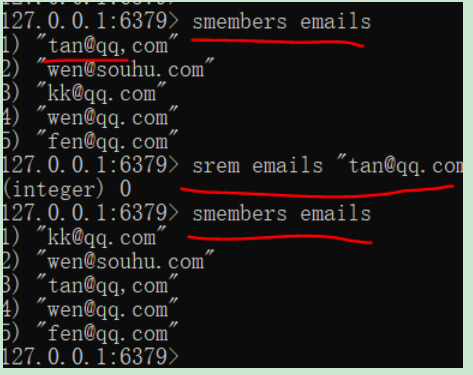 127.0.0.1:6379> smembers emails
1) "tan@qq,com"
2) "wen@souhu.com"
3) "kk@qq.com"
4) "wen@qq.com"
5) "fen@qq.com"
127.0.0.1:6379> srem emails "tan@qq.com
(integer) 0
127.0.0.1:6379> smembers emails
1) "kk@qq.com"
2) "wen@souhu.com"
3) "tan@qq,com"
4) "wen@qq.com"
5) "fen@qq.com"
127.0.0.1:6379>